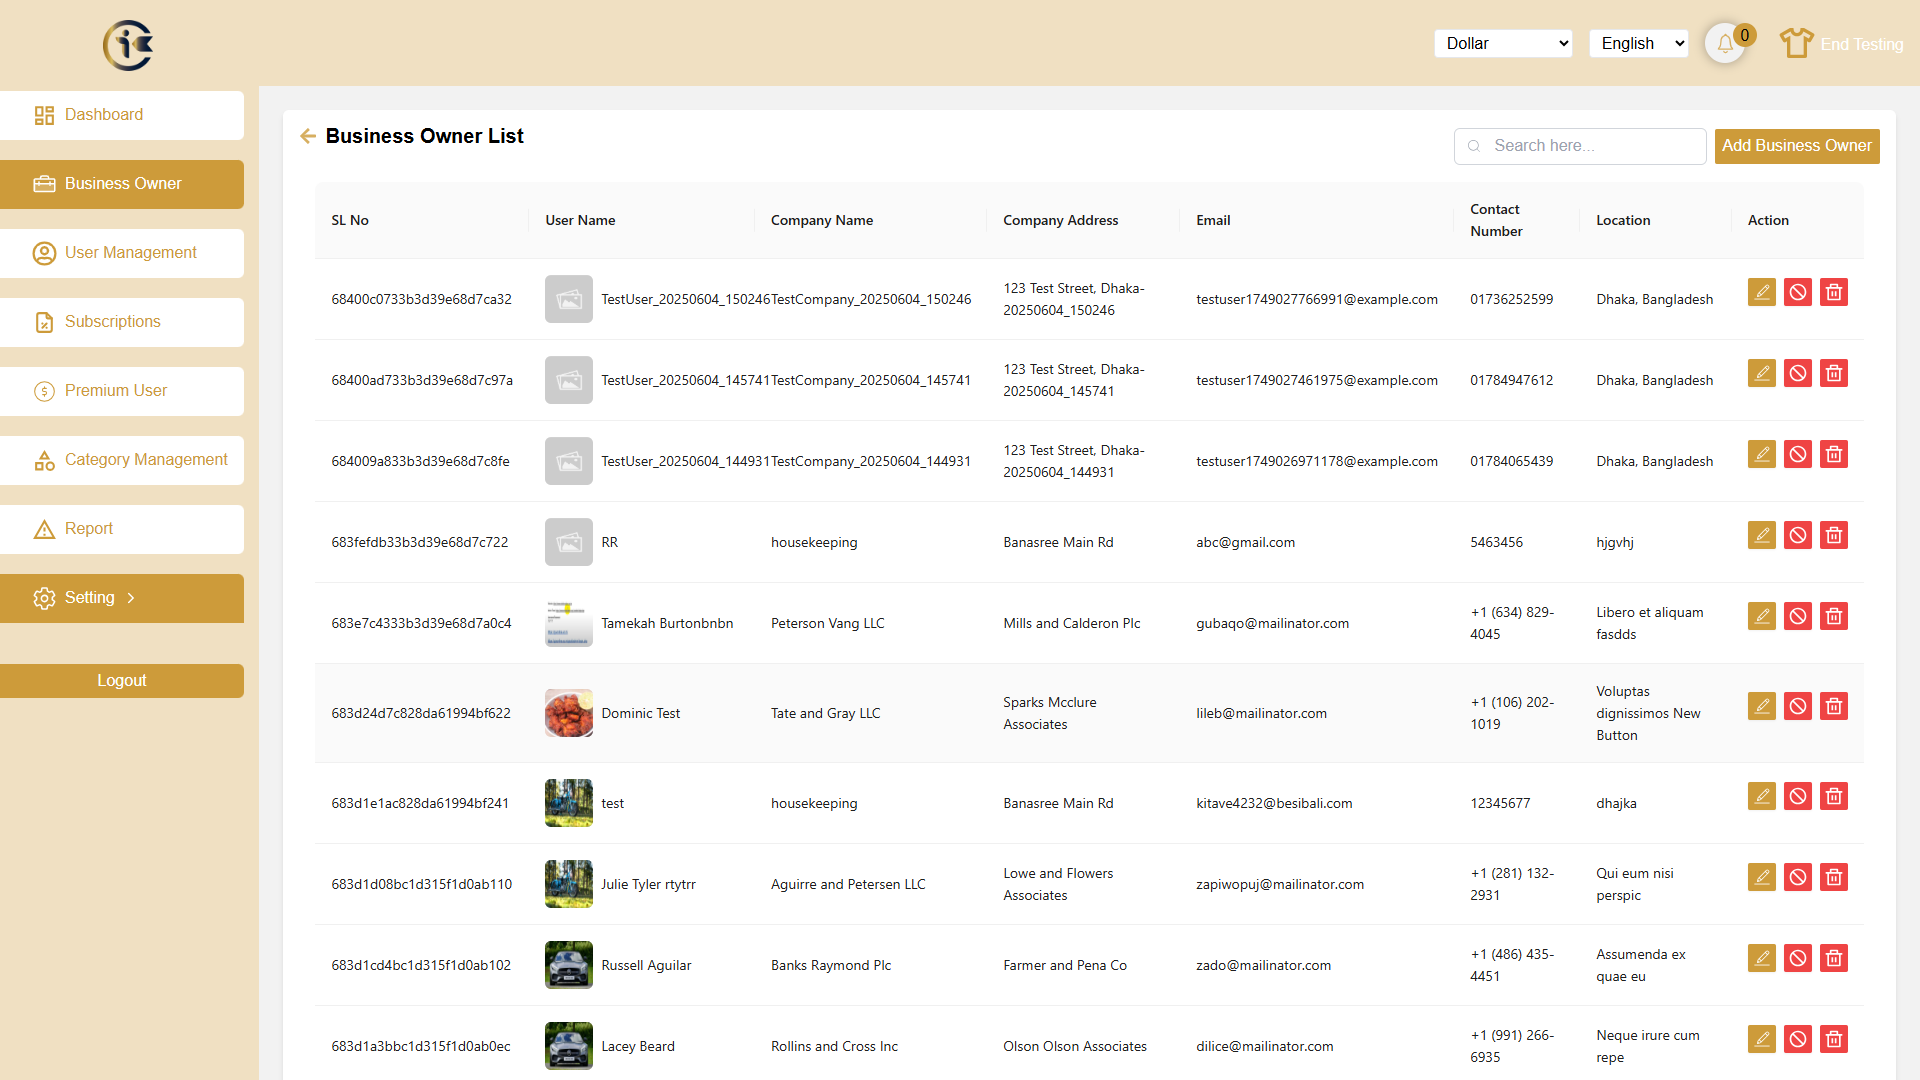 Dollar
English
0
End Testing
Dashboard
Business Owner
User Management
Subscriptions
Premium User
Category Management
Report
Setting
Logout
Business Owner List
Search here...
Add Business Owner
SL No User Name Company Name Company Address Email Contact Number Location Action
68400c0733b3d39e68d7ca32 TestUser_20250604_150246 TestCompany_20250604_150246 123 Test Street, Dhaka-20250604_150246 testuser1749027766991@example.com 01736252599 Dhaka, Bangladesh
68400ad733b3d39e68d7c97a TestUser_20250604_145741 TestCompany_20250604_145741 123 Test Street, Dhaka-20250604_145741 testuser1749027461975@example.com 01784947612 Dhaka, Bangladesh
684009a833b3d39e68d7c8fe TestUser_20250604_144931 TestCompany_20250604_144931 123 Test Street, Dhaka-20250604_144931 testuser1749026971178@example.com 01784065439 Dhaka, Bangladesh
683fefdb33b3d39e68d7c722 RR housekeeping Banasree Main Rd abc@gmail.com 5463456 hjgvhj
683e7c4333b3d39e68d7a0c4 Tamekah Burtonbnbn Peterson Vang LLC Mills and Calderon Plc gubaqo@mailinator.com +1 (634) 829-4045 Libero et aliquam fasdds
683d24d7c828da61994bf622 Dominic Test Tate and Gray LLC Sparks Mcclure Associates lileb@mailinator.com +1 (106) 202-1019 Voluptas dignissimos New Button
683d1e1ac828da61994bf241 test housekeeping Banasree Main Rd kitave4232@besibali.com 12345677 dhajka
683d1d08bc1d315f1d0ab110 Julie Tyler rtytrr Aguirre and Petersen LLC Lowe and Flowers Associates zapiwopuj@mailinator.com +1 (281) 132-2931 Qui eum nisi perspic
683d1cd4bc1d315f1d0ab102 Russell Aguilar Banks Raymond Plc Farmer and Pena Co zado@mailinator.com +1 (486) 435-4451 Assumenda ex quae eu
683d1a3bbc1d315f1d0ab0ec Lacey Beard Rollins and Cross Inc Olson Olson Associates dilice@mailinator.com +1 (991) 266-6935 Neque irure cum repe